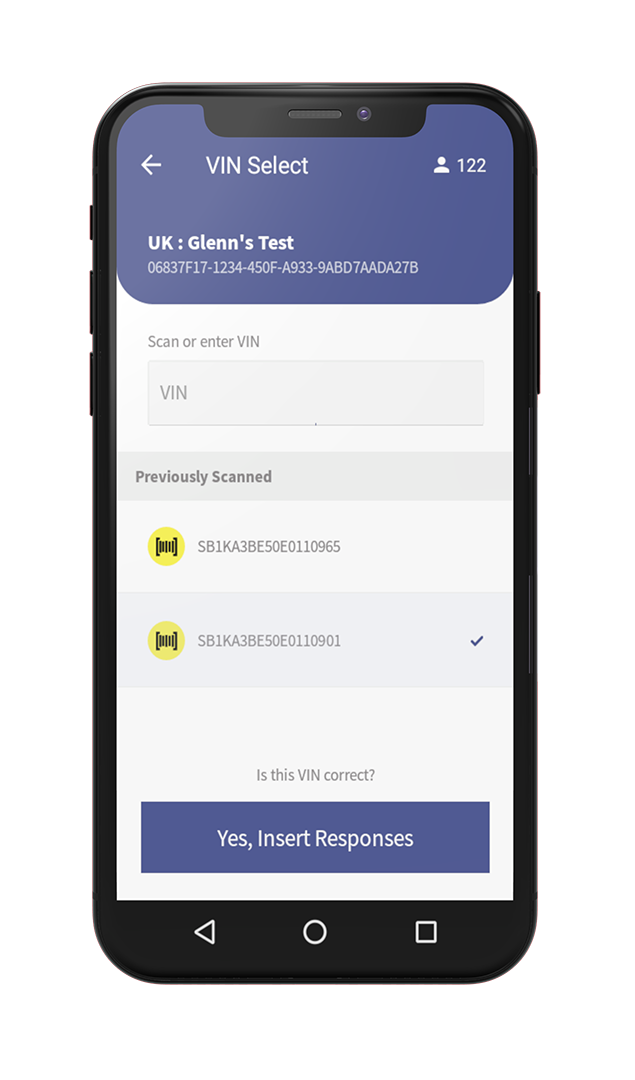 VIN Select
122
UK : Glenn's Test
06837F17-1234-450F-A933-9ABD7AADA27B
Scan or enter VIN
VIN
Previously Scanned
SB1KA3BE50E0110965
SB1KA3BE50E0110901
Is this VIN correct?
Yes, Insert Responses